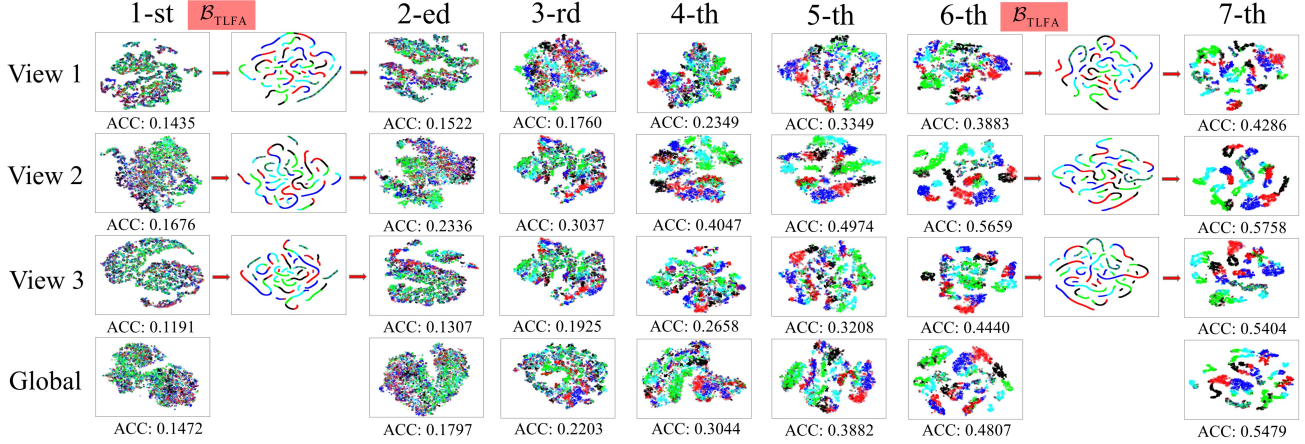 1-st B_TLFA 2-ed 3-rd 4-th 5-th 6-th B_TLFA 7-th
View 1
ACC: 0.1435 ACC: 0.1522 ACC: 0.1760 ACC: 0.2349 ACC: 0.3349 ACC: 0.3883 ACC: 0.4286
View 2
ACC: 0.1676 ACC: 0.2336 ACC: 0.3037 ACC: 0.4047 ACC: 0.4974 ACC: 0.5659 ACC: 0.5758
View 3
ACC: 0.1191 ACC: 0.1307 ACC: 0.1925 ACC: 0.2658 ACC: 0.3208 ACC: 0.4440 ACC: 0.5404
Global
ACC: 0.1472 ACC: 0.1797 ACC: 0.2203 ACC: 0.3044 ACC: 0.3882 ACC: 0.4807 ACC: 0.5479